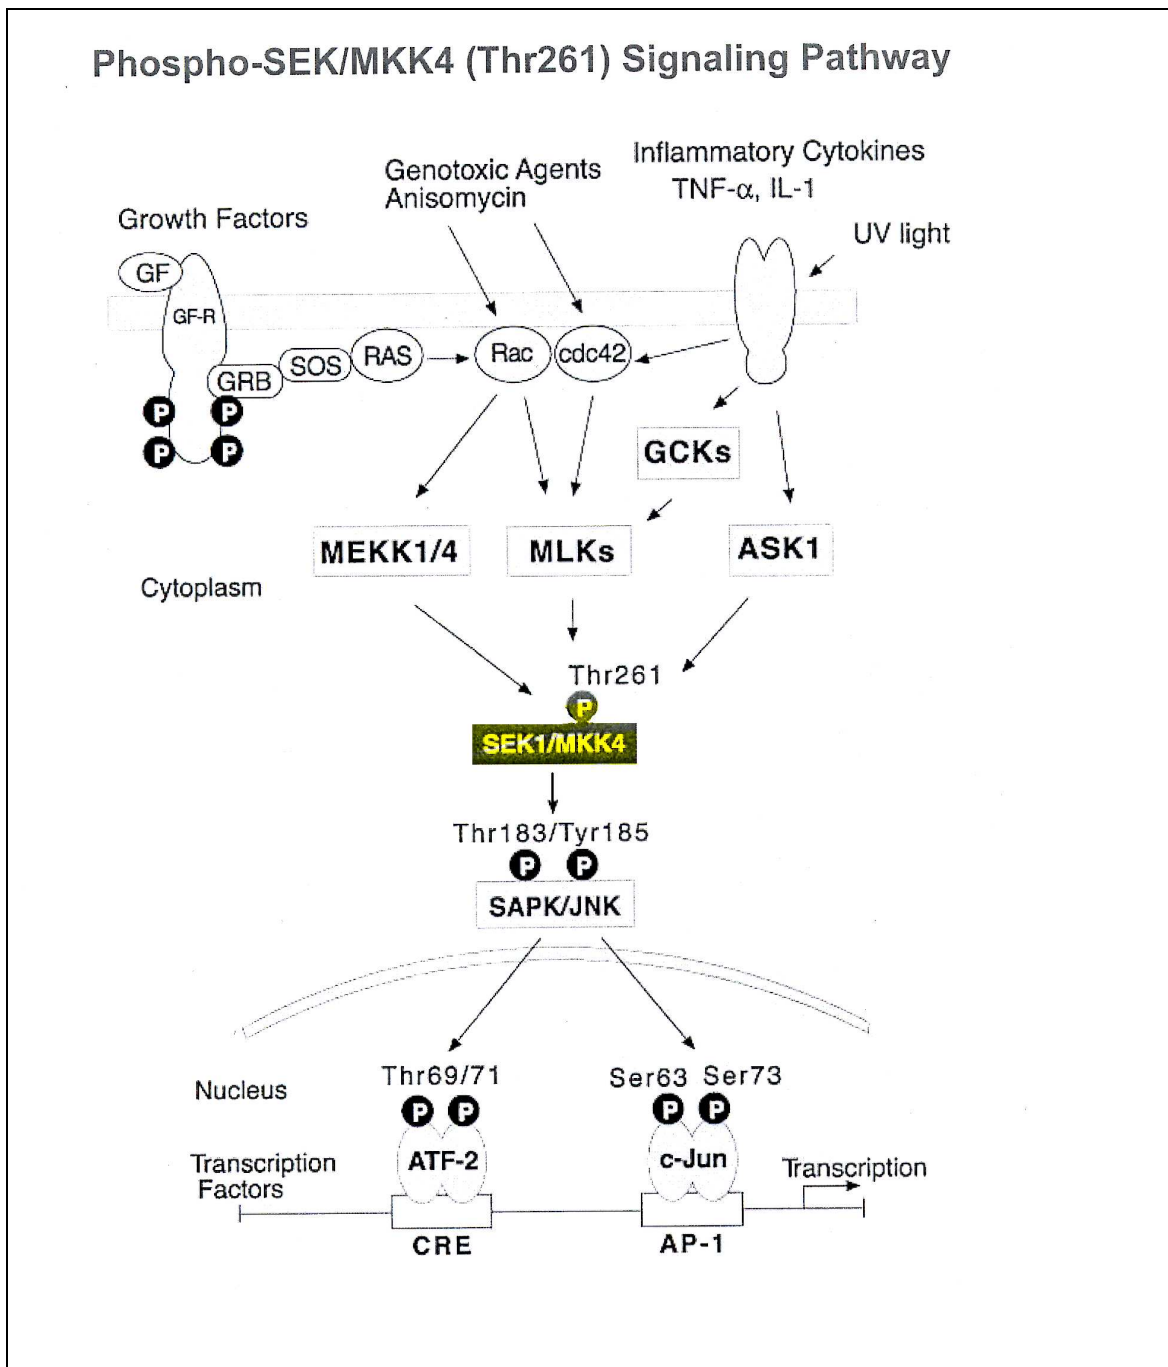 Phospho-SEK/MKK4 (Thr261) Signaling Pathway
Genotoxic Agents
Anisomycin
Inflammatory Cytokines
TNF-α, IL-1
Growth Factors
UV light
GF
GF-R
GRB
SOS
RAS
Rac
cdc42
P
P
P
P
GCKs
MEKK1/4
MLKs
ASK1
Cytoplasm
Thr261
P
SEK1/MKK4
Thr183/Tyr185
P P
SAPK/JNK
Nucleus
Thr69/71
Ser63 Ser73
P P
P P
ATF-2
c-Jun
Transcription
Factors
Transcription
CRE
AP-1